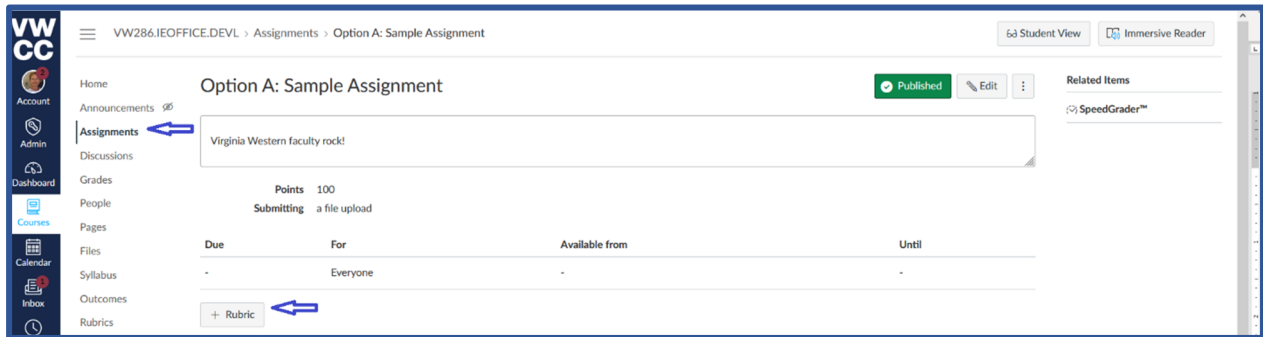 VW
CC
VW286.IEOFFICE.DEVL > Assignments > Option A: Sample Assignment
Student View
Immersive Reader
2
Account
Admin
Dashboard
Courses
Calendar
1
Inbox
Home
Announcements
Assignments
Discussions
Grades
People
Pages
Files
Syllabus
Outcomes
Rubrics
Option A: Sample Assignment
Published
Edit
Virginia Western faculty rock!
Points 100
Submitting a file upload
Due For Available from Until
- Everyone - -
+ Rubric
Related Items
SpeedGrader™